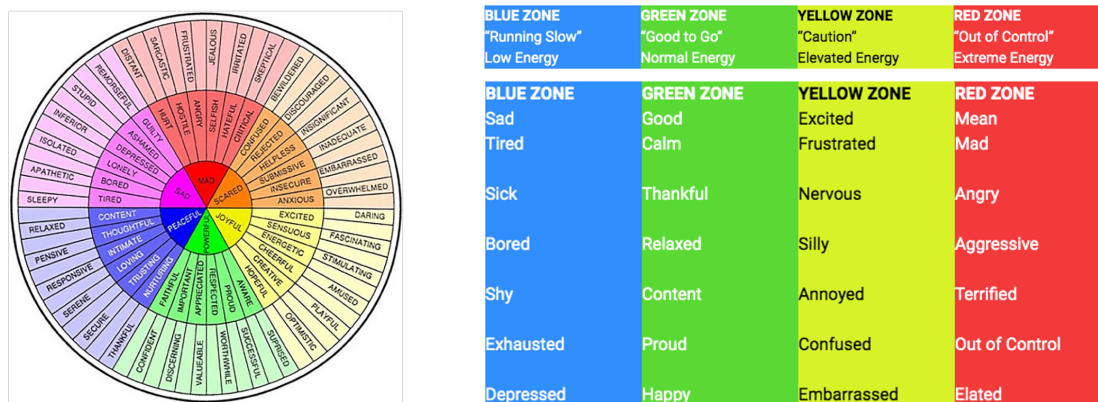 MAD
SCARED
JOYFUL
POWERFUL
PEACEFUL
SAD
HURT
HOSTILE
ANGRY
SELFISH
HATEFUL
CRITICAL
CONFUSED
REJECTED
HELPLESS
SUBMISSIVE
INSECURE
ANXIOUS
EXCITED
SENSUOUS
ENERGETIC
CHEERFUL
CREATIVE
HOPEFUL
AWARE
PROUD
RESPECTED
APPRECIATED
IMPORTANT
FAITHFUL
NURTURING
TRUSTING
LOVING
INTIMATE
THOUGHTFUL
CONTENT
TIRED
BORED
LONELY
DEPRESSED
ASHAMED
GUILTY
DISTANT
SARCASTIC
FRUSTRATED
JEALOUS
IRRITATED
SKEPTICAL
BEWILDERED
DISCOURAGED
INSIGNIFICANT
INADEQUATE
EMBARRASSED
OVERWHELMED
DARING
FASCINATING
STIMULATING
AMUSED
PLAYFUL
OPTIMISTIC
SUPRISED
SUCCESSFUL
WORTHWHILE
VALUEABLE
DISCERNING
CONFIDENT
THANKFUL
SECURE
SERENE
RESPONSIVE
PENSIVE
RELAXED
SLEEPY
APATHETIC
ISOLATED
INFERIOR
STUPID
REMORSEFUL
BLUE ZONE GREEN ZONE YELLOW ZONE RED ZONE
“Running Slow” “Good to Go” “Caution” “Out of Control”
Low Energy Normal Energy Elevated Energy Extreme Energy
BLUE ZONE GREEN ZONE YELLOW ZONE RED ZONE
Sad Good Excited Mean
Tired Calm Frustrated Mad
Sick Thankful Nervous Angry
Bored Relaxed Silly Aggressive
Shy Content Annoyed Terrified
Exhausted Proud Confused Out of Control
Depressed Happy Embarrassed Elated